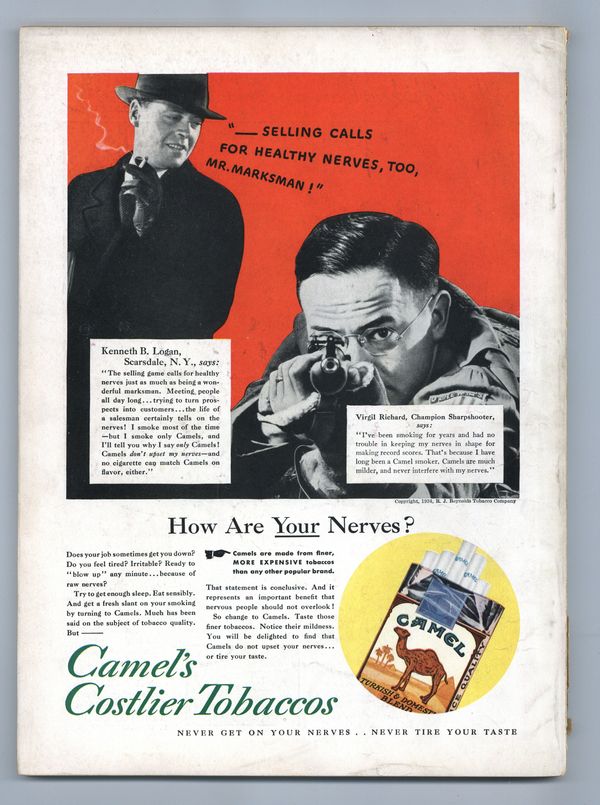 "— SELLING CALLS
FOR HEALTHY NERVES, TOO,
MR. MARKSMAN!"
Kenneth B. Logan,
Scarsdale, N. Y., says:
"The selling game calls for healthy
nerves just as much as being a won-
derful marksman. Meeting people
all day long...trying to turn pros-
pects into customers...the life of
a salesman certainly tells on the
nerves! I smoke most of the time
—but I smoke only Camels, and
I'll tell you why I say only Camels!
Camels don't upset my nerves—and
no cigarette can match Camels on
flavor, either."
Virgil Richard, Champion Sharpshooter,
says:
"I've been smoking for years and had no
trouble in keeping my nerves in shape for
making record scores. That's because I have
long been a Camel smoker. Camels are much
milder, and never interfere with my nerves."
Copyright, 1934, R. J. Reynolds Tobacco Company
How Are Your Nerves?
Does your job sometimes get you down?
Do you feel tired? Irritable? Ready to
"blow up" any minute...because of
raw nerves?
Try to get enough sleep. Eat sensibly.
And get a fresh slant on your smoking
by turning to Camels. Much has been
said on the subject of tobacco quality.
But ——
Camels are made from finer,
MORE EXPENSIVE tobaccos
than any other popular brand.
That statement is conclusive. And it
represents an important benefit that
nervous people should not overlook!
So change to Camels. Taste those
finer tobaccos. Notice their mildness.
You will be delighted to find that
Camels do not upset your nerves...
or tire your taste.
CAMEL
CAMEL
CAMEL
TURKISH & DOMEST
BLEND
CE QUALITY
Camel's
Costlier Tobaccos
NEVER GET ON YOUR NERVES . . NEVER TIRE YOUR TASTE